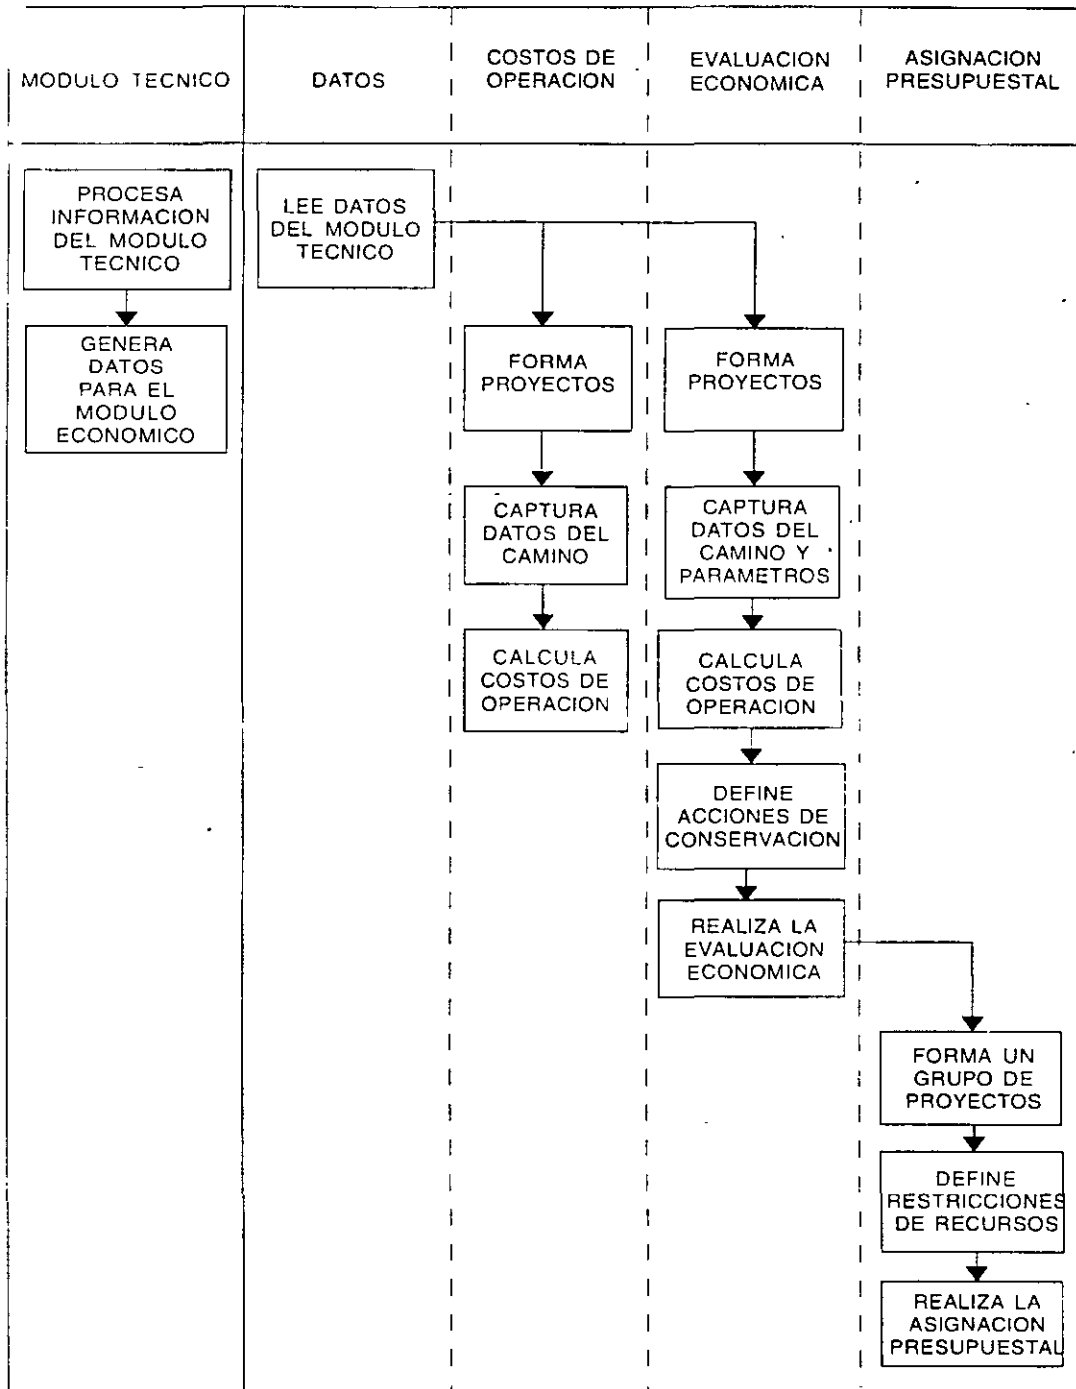 MODULO TECNICO
DATOS
COSTOS DE
OPERACION
EVALUACION
ECONOMICA
ASIGNACION
PRESUPUESTAL
PROCESA
INFORMACION
DEL MODULO
TECNICO
GENERA
DATOS
PARA EL
MODULO
ECONOMICO
LEE DATOS
DEL MODULO
TECNICO
FORMA
PROYECTOS
CAPTURA
DATOS DEL
CAMINO
CALCULA
COSTOS DE
OPERACION
FORMA
PROYECTOS
CAPTURA
DATOS DEL
CAMINO Y
PARAMETROS
CALCULA
COSTOS DE
OPERACION
DEFINE
ACCIONES DE
CONSERVACION
REALIZA LA
EVALUACION
ECONOMICA
FORMA UN
GRUPO DE
PROYECTOS
DEFINE
RESTRICCIONES
DE RECURSOS
REALIZA LA
ASIGNACION
PRESUPUESTAL